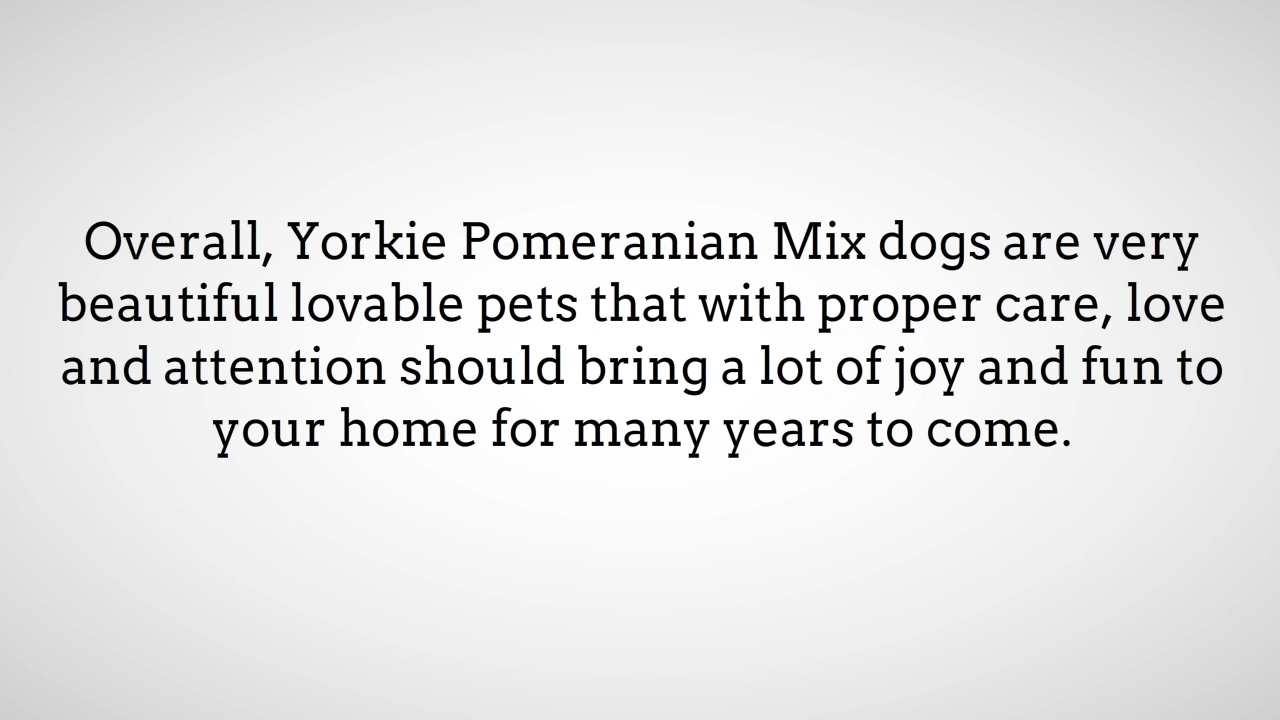 Overall, Yorkie Pomeranian Mix dogs are very
beautiful lovable pets that with proper care, love
and attention should bring a lot of joy and fun to
your home for many years to come.